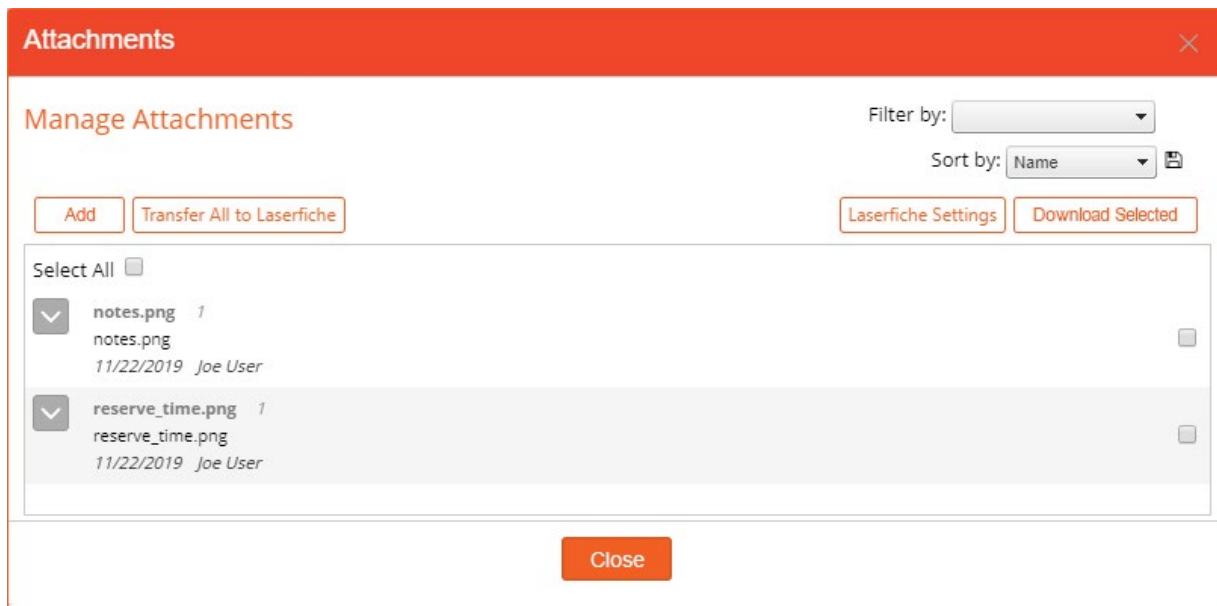 Attachments
Manage Attachments
Filter by:
Sort by: Name
Add Transfer All to Laserfiche Laserfiche Settings Download Selected
Select All
notes.png 1
notes.png
11/22/2019 Joe User
reserve_time.png 1
reserve_time.png
11/22/2019 Joe User
Close